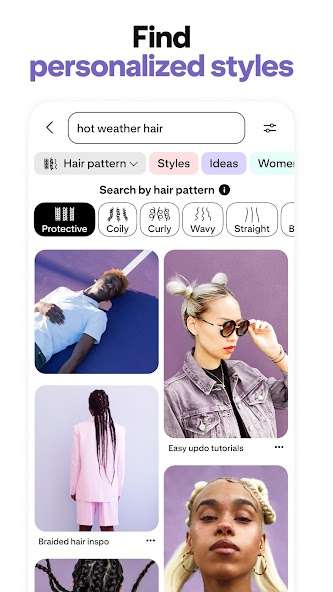 Find
personalized styles
hot weather hair
Hair pattern
Styles
Ideas
Women
Search by hair pattern
Protective
Coily
Curly
Wavy
Straight
B
Easy updo tutorials
Braided hair inspo